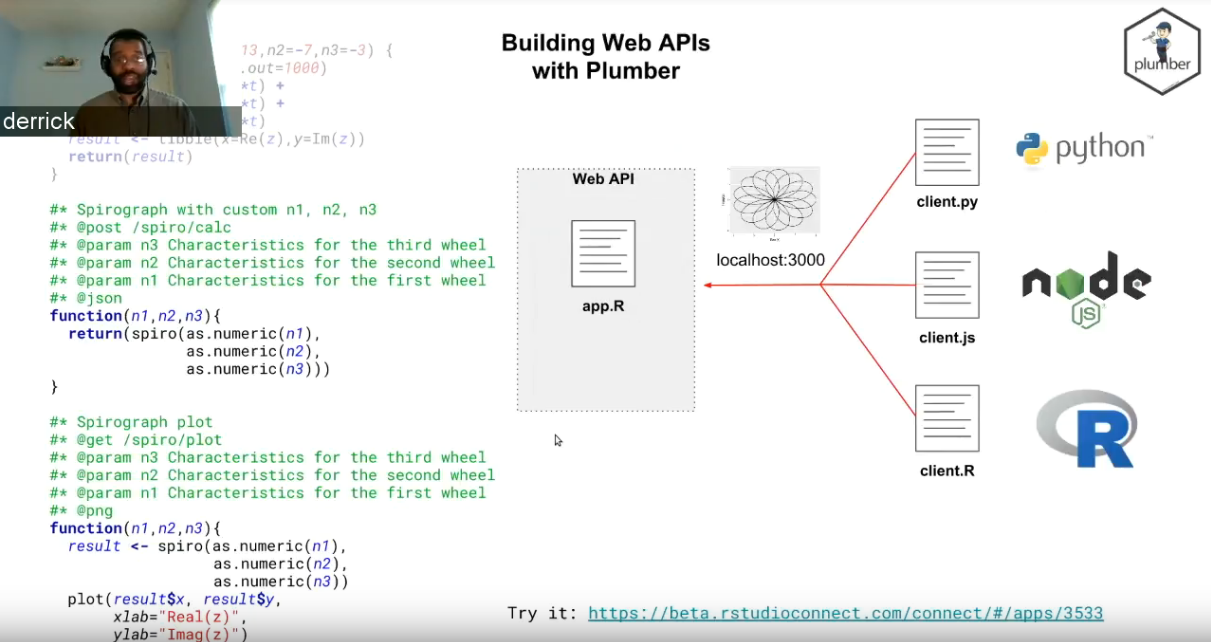 derrick
13,n2=-7,n3=-3) {
.out=1000)
*t) +
*t) +
*t)
result <- tibble(x=Re(z),y=Im(z))
return(result)
}
#* Spirograph with custom n1, n2, n3
#* @post /spiro/calc
#* @param n3 Characteristics for the third wheel
#* @param n2 Characteristics for the second wheel
#* @param n1 Characteristics for the first wheel
#* @json
function(n1,n2,n3){
return(spiro(as.numeric(n1),
as.numeric(n2),
as.numeric(n3)))
}
#* Spirograph plot
#* @get /spiro/plot
#* @param n3 Characteristics for the third wheel
#* @param n2 Characteristics for the second wheel
#* @param n1 Characteristics for the first wheel
#* @png
function(n1,n2,n3){
result <- spiro(as.numeric(n1),
as.numeric(n2),
as.numeric(n3))
plot(result$x, result$y,
xlab="Real(z)",
ylab="Imag(z)")
Building Web APIs
with Plumber
plumber
Web API
app.R
localhost:3000
client.py
python™
client.js
node
JS
client.R
R
Try it: https://beta.rstudioconnect.com/connect/#/apps/3533